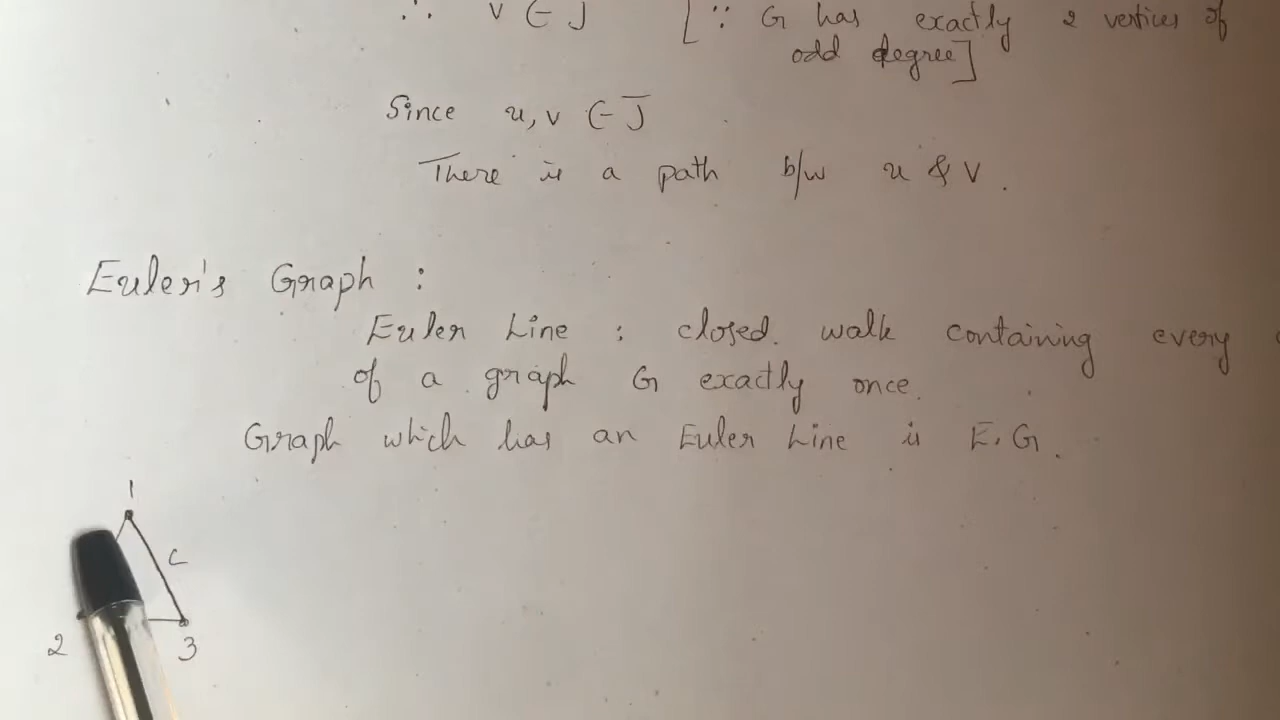 ∴ v ∈ J [∵ G has exactly 2 vertices of
odd degree]
Since u, v ∈ J
There is a path b/w u & v.
Euler's Graph :
Euler Line : closed walk containing every
of a graph G exactly once.
Graph which has an Euler Line is E.G.
1
c
2 3